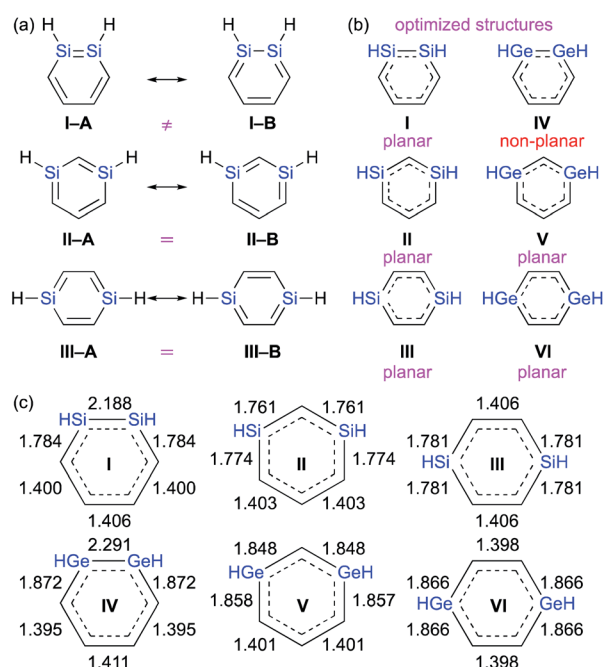 (a)
H H
Si Si
I–A
H H
Si Si
I–B
≠
H Si Si H
II–A
H Si Si H
II–B
=
H Si Si H
III–A
H Si Si H
III–B
=
(b) optimized structures
HSi SiH HGe GeH
I IV
planar non-planar
HSi SiH HGe GeH
II V
planar planar
HSi SiH HGe GeH
III VI
planar planar
(c)
2.188
HSi SiH
1.784 1.784
I
1.400 1.400
1.406
1.761 1.761
HSi SiH
II
1.774 1.774
1.403 1.403
1.406
1.781 1.781
HSi III SiH
1.781 1.781
1.406
2.291
HGe GeH
1.872 1.872
IV
1.395 1.395
1.411
1.848 1.848
HGe GeH
1.858 V 1.857
1.401 1.401
1.398
1.866 1.866
HGe VI GeH
1.866 1.866
1.398